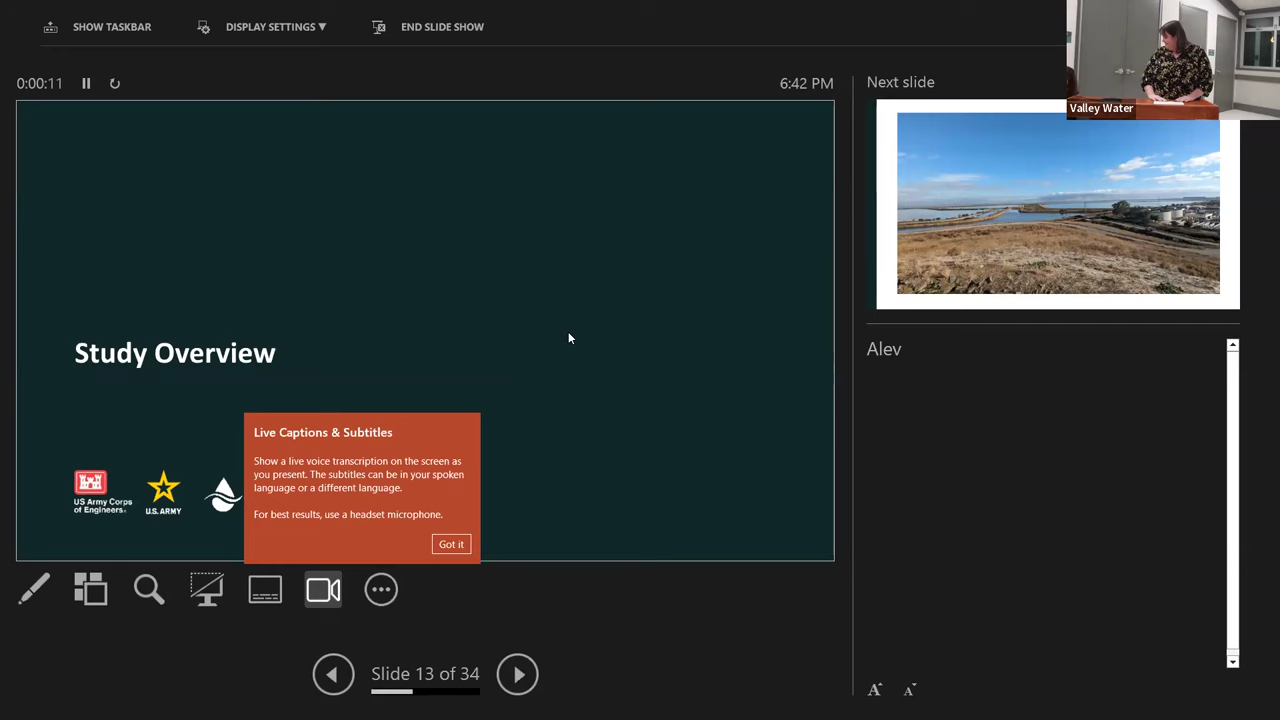 SHOW TASKBAR
DISPLAY SETTINGS ▼
END SLIDE SHOW
Valley Water
0:00:11
6:42 PM
Next slide
Study Overview
Alev
Live Captions & Subtitles
Show a live voice transcription on the screen as
you present. The subtitles can be in your spoken
language or a different language.
For best results, use a headset microphone.
Got it
US Army Corps
of Engineers®
U.S. ARMY
Slide 13 of 34
A A